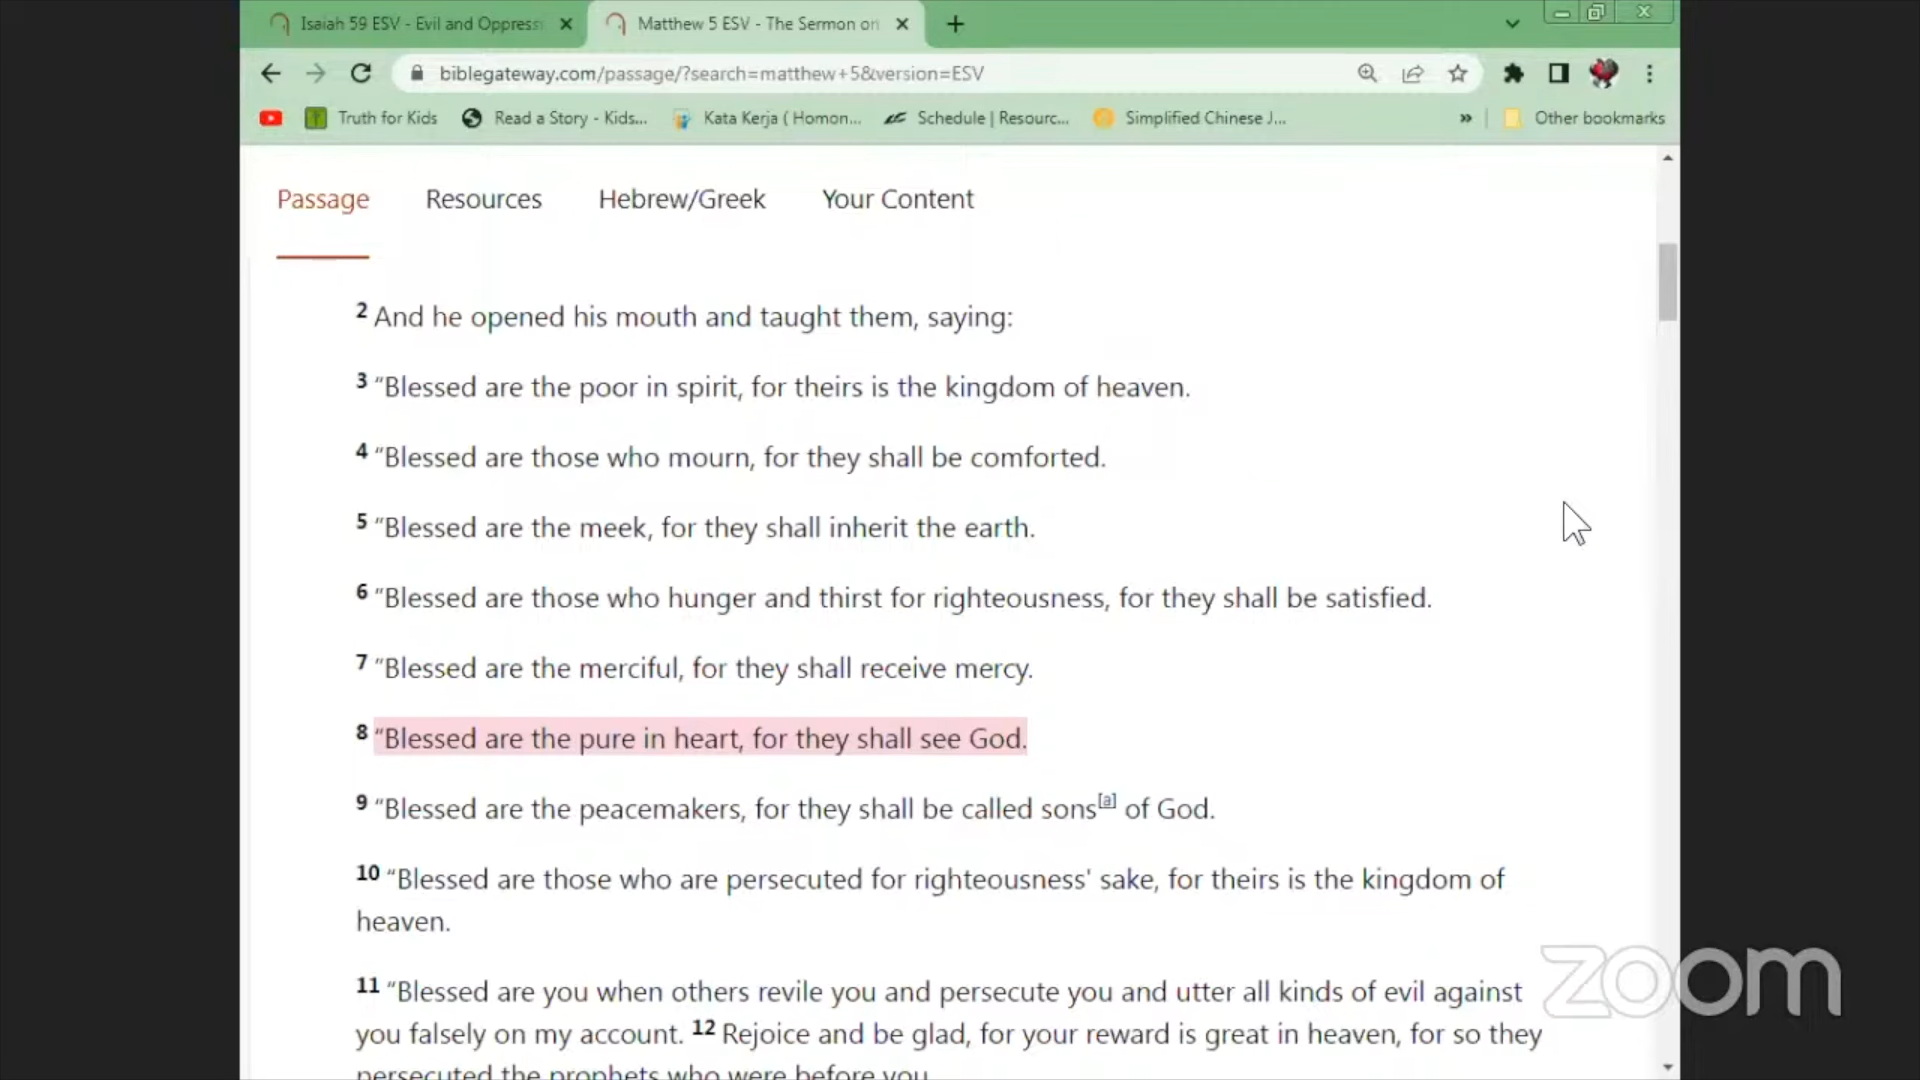 Isaiah 59 ESV - Evil and Oppress
Matthew 5 ESV - The Sermon on
biblegateway.com/passage/?search=matthew+5&version=ESV
Truth for Kids
Read a Story - Kids...
Kata Kerja ( Homon...
Schedule | Resourc...
Simplified Chinese J...
»
Other bookmarks
Passage
Resources
Hebrew/Greek
Your Content
2 And he opened his mouth and taught them, saying:
3 “Blessed are the poor in spirit, for theirs is the kingdom of heaven.
4 “Blessed are those who mourn, for they shall be comforted.
5 “Blessed are the meek, for they shall inherit the earth.
6 “Blessed are those who hunger and thirst for righteousness, for they shall be satisfied.
7 “Blessed are the merciful, for they shall receive mercy.
8 “Blessed are the pure in heart, for they shall see God.
9 “Blessed are the peacemakers, for they shall be called sons[a] of God.
10 “Blessed are those who are persecuted for righteousness' sake, for theirs is the kingdom of
heaven.
11 “Blessed are you when others revile you and persecute you and utter all kinds of evil against
you falsely on my account. 12 Rejoice and be glad, for your reward is great in heaven, for so they
persecuted the prophets who were before you.
zoom